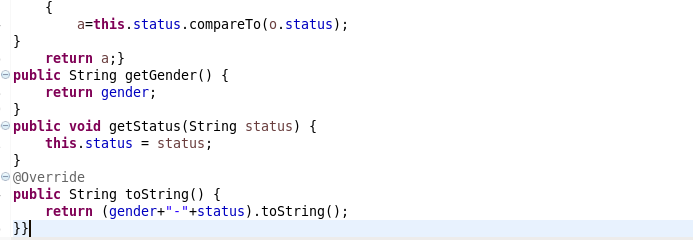 {
a=this.status.compareTo(o.status);
}
return a;}
public String getGender() {
return gender;
}
public void getStatus(String status) {
this.status = status;
}
@Override
public String toString() {
return (gender+"-"+status).toString();
}}